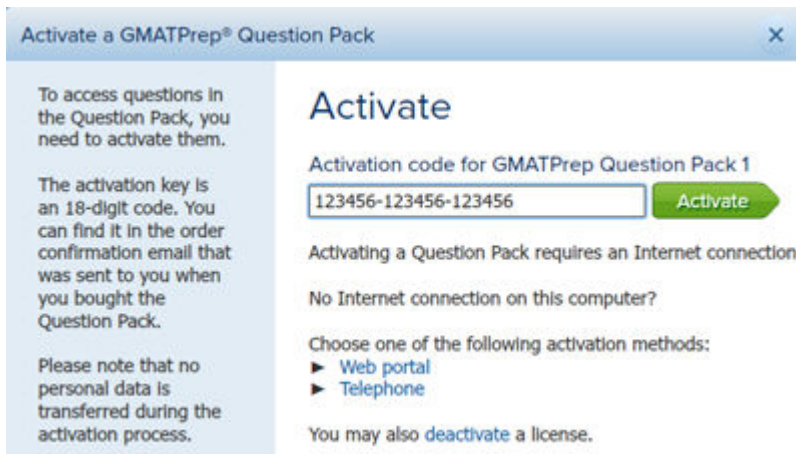 Activate a GMATPrep® Question Pack
To access questions in
the Question Pack, you
need to activate them.
The activation key is
an 18-digit code. You
can find it in the order
confirmation email that
was sent to you when
you bought the
Question Pack.
Please note that no
personal data is
transferred during the
activation process.
Activate
Activation code for GMATPrep Question Pack 1
123456-123456-123456
Activate
Activating a Question Pack requires an Internet connection
No Internet connection on this computer?
Choose one of the following activation methods:
► Web portal
► Telephone
You may also deactivate a license.